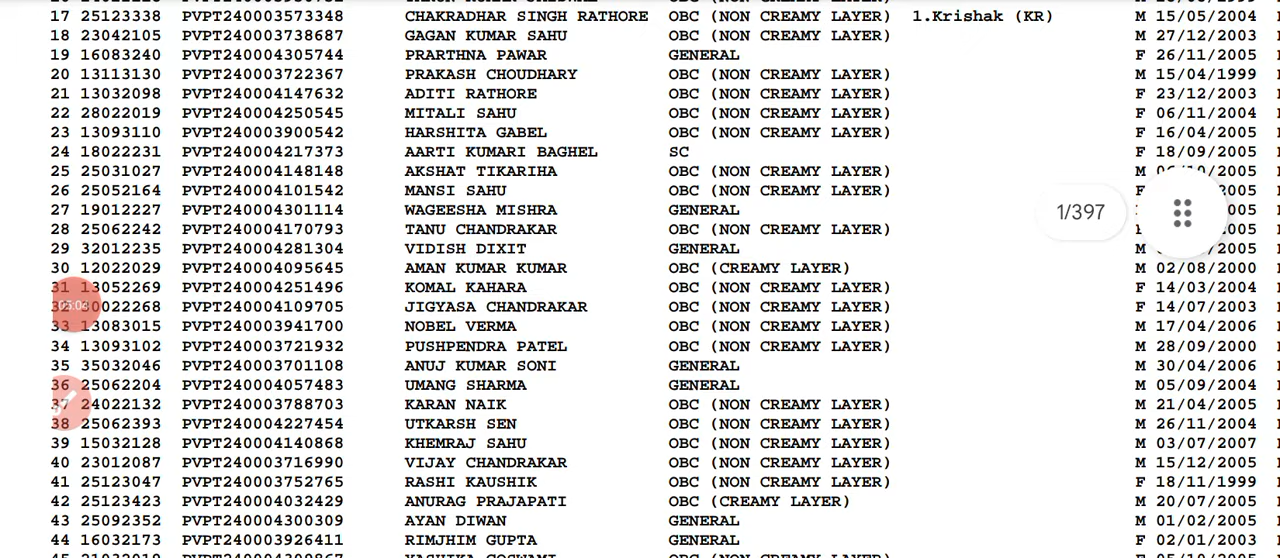 17 25123338 PVPT240003573348 CHAKRADHAR SINGH RATHORE OBC (NON CREAMY LAYER) 1.Krishak (KR) M 15/05/2004
18 23042105 PVPT240003738687 GAGAN KUMAR SAHU OBC (NON CREAMY LAYER) M 27/12/2003
19 16083240 PVPT240004305744 PRARTHNA PAWAR GENERAL F 26/11/2005
20 13113130 PVPT240003722367 PRAKASH CHOUDHARY OBC (NON CREAMY LAYER) M 15/04/1999
21 13032098 PVPT240004147632 ADITI RATHORE OBC (NON CREAMY LAYER) F 23/12/2003
22 28022019 PVPT240004250545 MITALI SAHU OBC (NON CREAMY LAYER) F 06/11/2004
23 13093110 PVPT240003900542 HARSHITA GABEL OBC (NON CREAMY LAYER) F 16/04/2005
24 18022231 PVPT240004217373 AARTI KUMARI BAGHEL SC F 18/09/2005
25 25031027 PVPT240004148148 AKSHAT TIKARIHA OBC (NON CREAMY LAYER) M
26 25052164 PVPT240004101542 MANSI SAHU OBC (NON CREAMY LAYER)
27 19012227 PVPT240004301114 WAGEESHA MISHRA GENERAL 1/397
28 25062242 PVPT240004170793 TANU CHANDRAKAR OBC (NON CREAMY LAYER)
29 32012235 PVPT240004281304 VIDISH DIXIT GENERAL M
30 12022029 PVPT240004095645 AMAN KUMAR KUMAR OBC (CREAMY LAYER) M 02/08/2000
31 13052269 PVPT240004251496 KOMAL KAHARA OBC (NON CREAMY LAYER) F 14/03/2004
32 PVPT240004109705 JIGYASA CHANDRAKAR OBC (NON CREAMY LAYER) F 14/07/2003
33 13083015 PVPT240003941700 NOBEL VERMA OBC (NON CREAMY LAYER) M 17/04/2006
34 13093102 PVPT240003721932 PUSHPENDRA PATEL OBC (NON CREAMY LAYER) M 28/09/2000
35 35032046 PVPT240003701108 ANUJ KUMAR SONI GENERAL M 30/04/2006
36 25062204 PVPT240004057483 UMANG SHARMA GENERAL M 05/09/2004
37 24022132 PVPT240003788703 KARAN NAIK OBC (NON CREAMY LAYER) M 21/04/2005
38 25062393 PVPT240004227454 UTKARSH SEN OBC (NON CREAMY LAYER) M 26/11/2004
39 15032128 PVPT240004140868 KHEMRAJ SAHU OBC (NON CREAMY LAYER) M 03/07/2007
40 23012087 PVPT240003716990 VIJAY CHANDRAKAR OBC (NON CREAMY LAYER) M 15/12/2005
41 25123047 PVPT240003752765 RASHI KAUSHIK OBC (NON CREAMY LAYER) F 18/11/1999
42 25123423 PVPT240004032429 ANURAG PRAJAPATI OBC (CREAMY LAYER) M 20/07/2005
43 25092352 PVPT240004300309 AYAN DIWAN GENERAL M 01/02/2005
44 16032173 PVPT240003926411 RIMJHIM GUPTA GENERAL F 02/01/2003